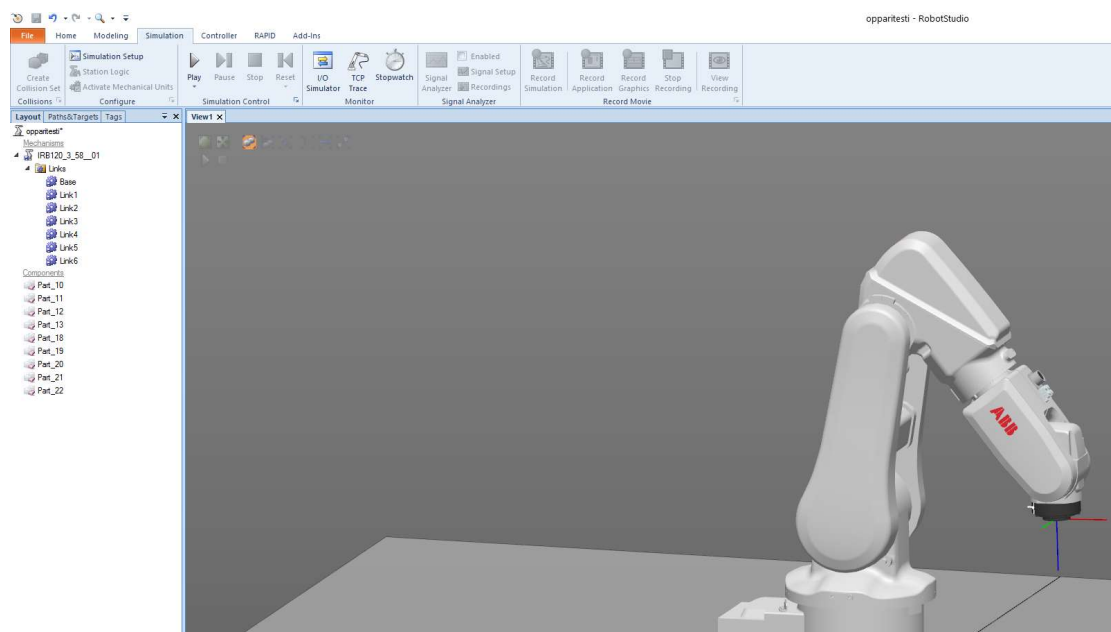 opparitesti - RobotStudio
File Home Modeling Simulation Controller RAPID Add-Ins
Create Collision Set
Simulation Setup
Station Logic
Activate Mechanical Units
Play Pause Stop Reset
I/O Simulator
TCP Trace
Stopwatch
Signal Analyzer
Enabled
Signal Setup
Recordings
Record Simulation
Record Application
Record Graphics
Stop Recording
View Recording
Collisions Configure Simulation Control Monitor Signal Analyzer Record Movie
Layout Paths&Targets Tags View1
opparitesti*
Mechanisms
IRB120_3_58__01
Links
Base
Link1
Link2
Link3
Link4
Link5
Link6
Components
Part_10
Part_11
Part_12
Part_13
Part_18
Part_19
Part_20
Part_21
Part_22
ABB